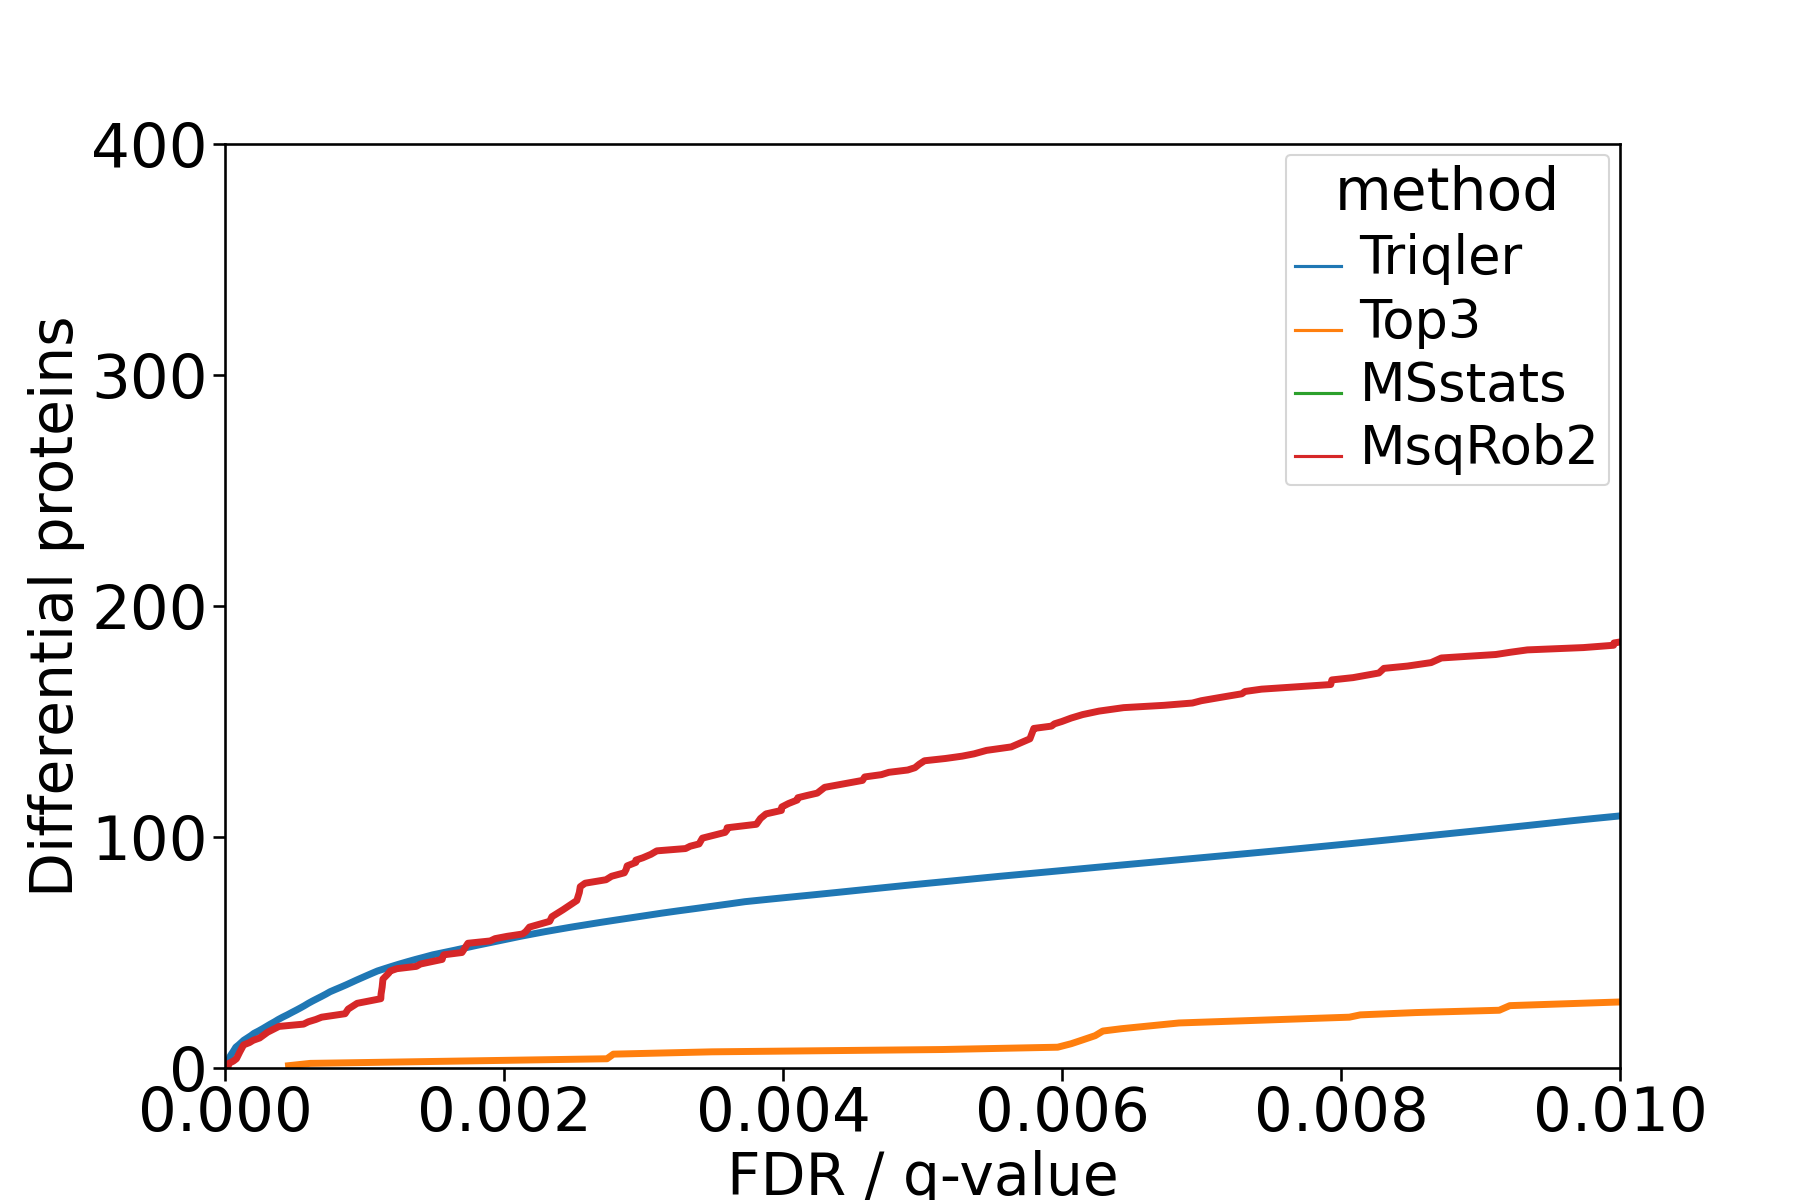 400
300
200
100
0
Differential proteins
method
Triqler
Top3
MSstats
MsqRob2
0.000 0.002 0.004 0.006 0.008 0.010
FDR / q-value